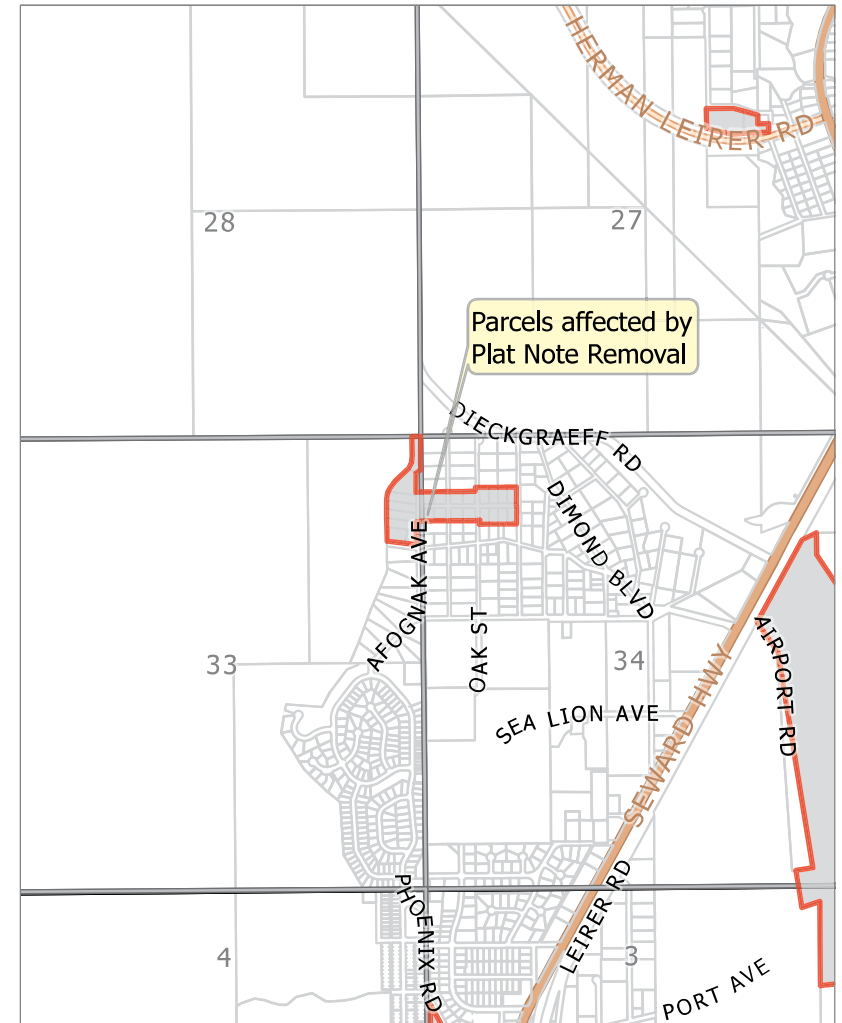 HERMAN LEIRER RD
28
27
Parcels affected by
Plat Note Removal
DIECKGRAEFF RD
DIMOND BLVD
AFOGNAK AVE
OAK ST
33
34
AIRPORT RD
SEA LION AVE
SEWARD HWY
PHOENIX RD
LEIRER RD
4
3
PORT AVE